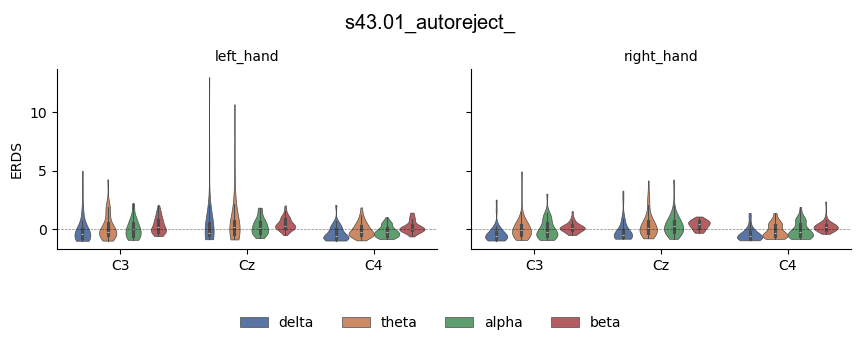 s43.01_autoreject_
left_hand
right_hand
ERDS
10
5
0
C3 Cz C4
C3 Cz C4
delta theta alpha beta